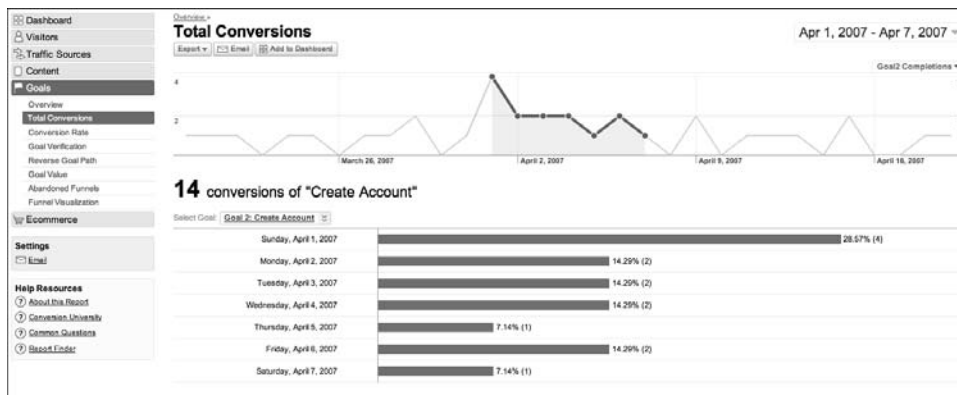 Dashboard
Visitors
Traffic Sources
Content
Goals
Overview
Total Conversions
Conversion Rate
Goal Verification
Reverse Goal Path
Goal Value
Abandoned Funnels
Funnel Visualization
Ecommerce
Settings
Email
Help Resources
About this Report
Conversion University
Common Questions
Report Finder
Overview »
Total Conversions
Apr 1, 2007 - Apr 7, 2007
Export Email Add to Dashboard
Goal2 Completions
4
2
March 26, 2007 April 2, 2007 April 9, 2007 April 16, 2007
14 conversions of "Create Account"
Select Goal: Goal 2: Create Account
Sunday, April 1, 2007 28.57% (4)
Monday, April 2, 2007 14.29% (2)
Tuesday, April 3, 2007 14.29% (2)
Wednesday, April 4, 2007 14.29% (2)
Thursday, April 5, 2007 7.14% (1)
Friday, April 6, 2007 14.29% (2)
Saturday, April 7, 2007 7.14% (1)